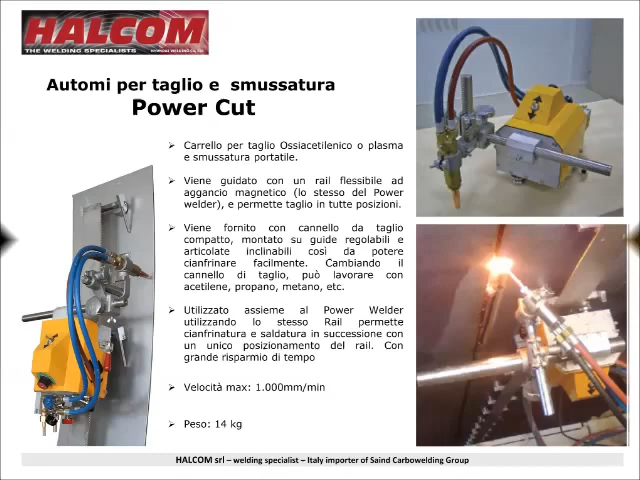 HALCOM
THE WELDING SPECIALISTS
Automi per taglio e smussatura
Power Cut
Carrello per taglio Ossiacetilenico o plasma
e smussatura portatile.
Viene guidato con un rail flessibile ad
aggancio magnetico (lo stesso del Power
welder), e permette taglio in tutte posizioni.
Viene fornito con cannello da taglio
compatto, montato su guide regolabili e
articolate inclinabili così da potere
cianfrinare facilmente. Cambiando il
cannello di taglio, può lavorare con
acetilene, propano, metano, etc.
Utilizzato assieme al Power Welder
utilizzando lo stesso Rail permette
cianfrinatura e saldatura in successione con
un unico posizionamento del rail. Con
grande risparmio di tempo
Velocità max: 1.000mm/min
Peso: 14 kg
HALCOM srl – welding specialist – Italy importer of Saind Carbowelding Group